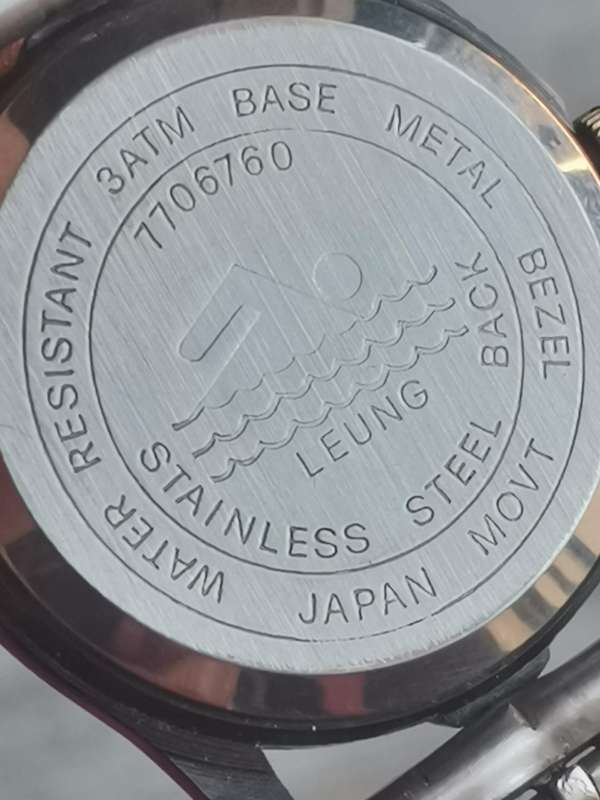 WATER RESISTANT 3ATM BASE METAL BEZEL JAPAN MOVT
7706760
LEUNG
STAINLESS STEEL BACK